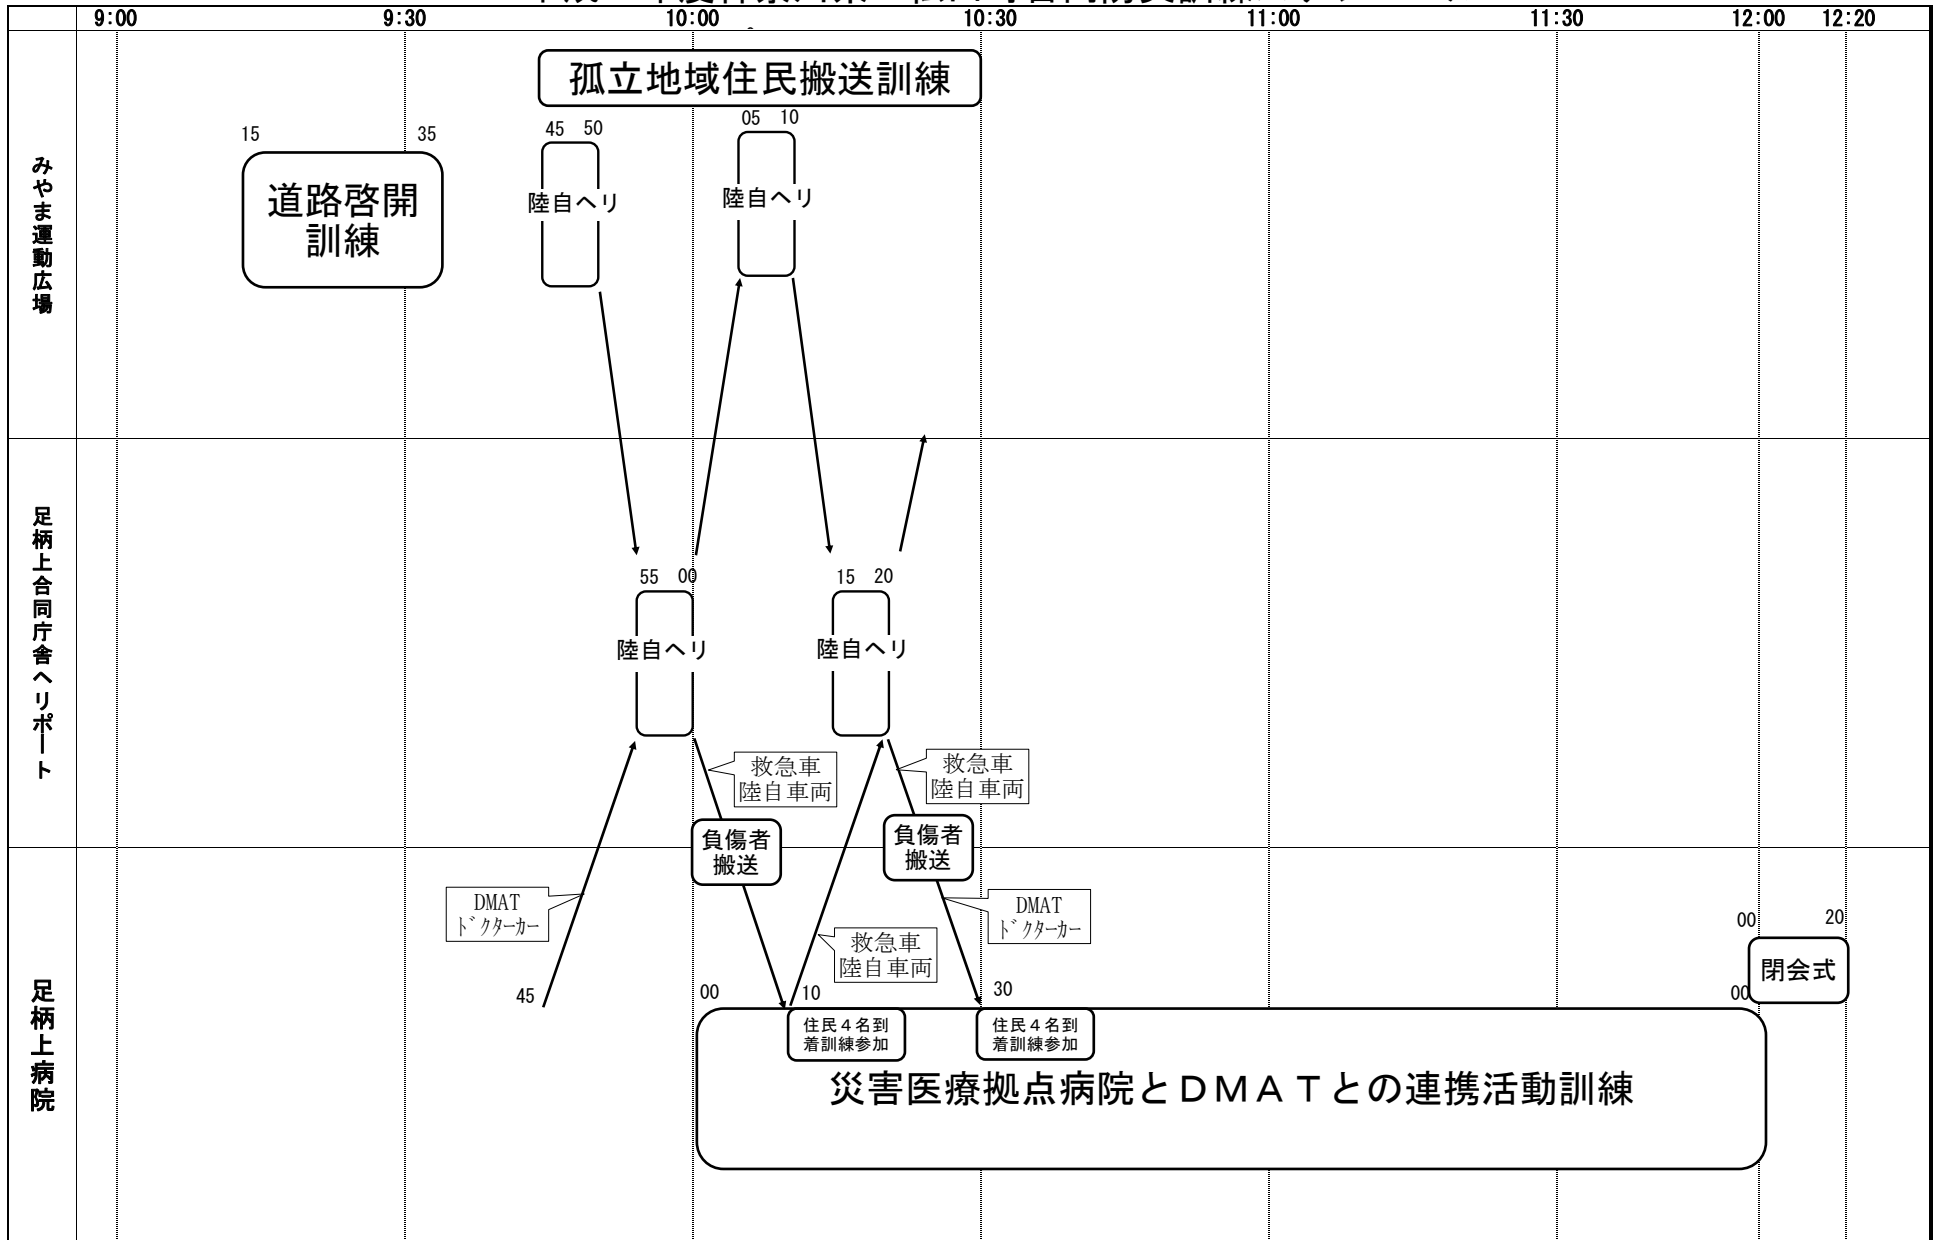 9:00 9:30 10:00 10:30 11:00 11:30 12:00 12:20
みやま運動広場
孤立地域住民搬送訓練
15 35
道路啓開
訓練
45 50
陸自ヘリ
05 10
陸自ヘリ
足柄上合同庁舎ヘリポート
55 00
陸自ヘリ
15 20
陸自ヘリ
救急車
陸自車両
救急車
陸自車両
負傷者
搬送
負傷者
搬送
足柄上病院
DMAT
ドクターカー
DMAT
ドクターカー
救急車
陸自車両
45
00
10
30
00
00 20
閉会式
住民4名到
着訓練参加
住民4名到
着訓練参加
災害医療拠点病院とDMATとの連携活動訓練